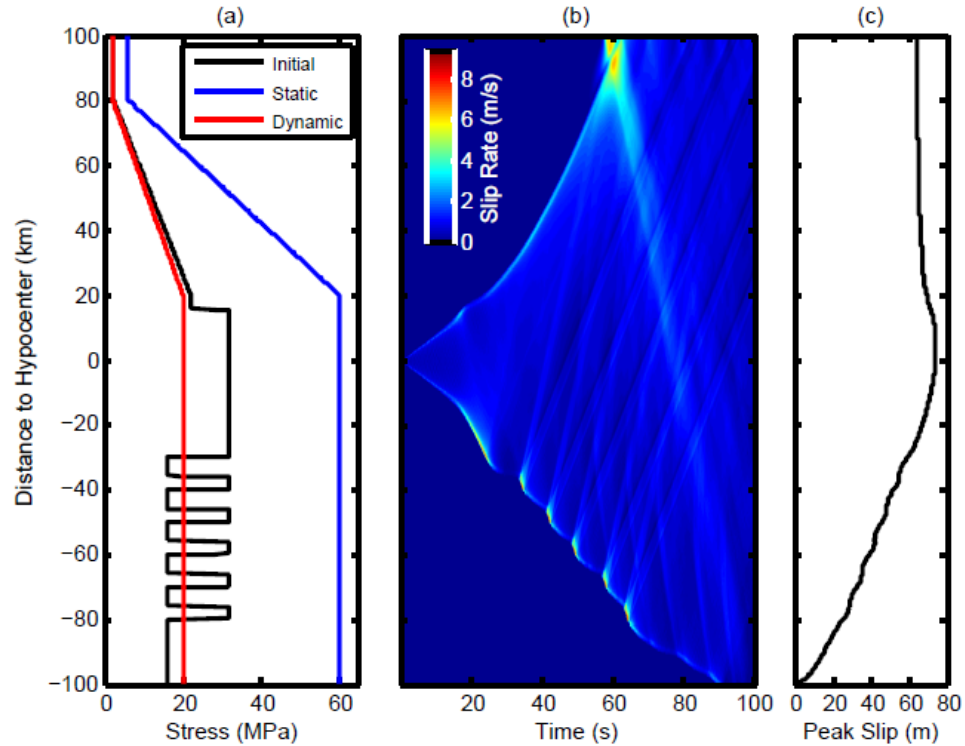 (a)
(b)
(c)
Initial
Static
Dynamic
Distance to Hypocenter (km)
100
80
60
40
20
0
−20
−40
−60
−80
−100
0
20
40
60
Stress (MPa)
Slip Rate (m/s)
8
6
4
2
0
20
40
60
80
100
Time (s)
0
20
40
60
80
Peak Slip (m)